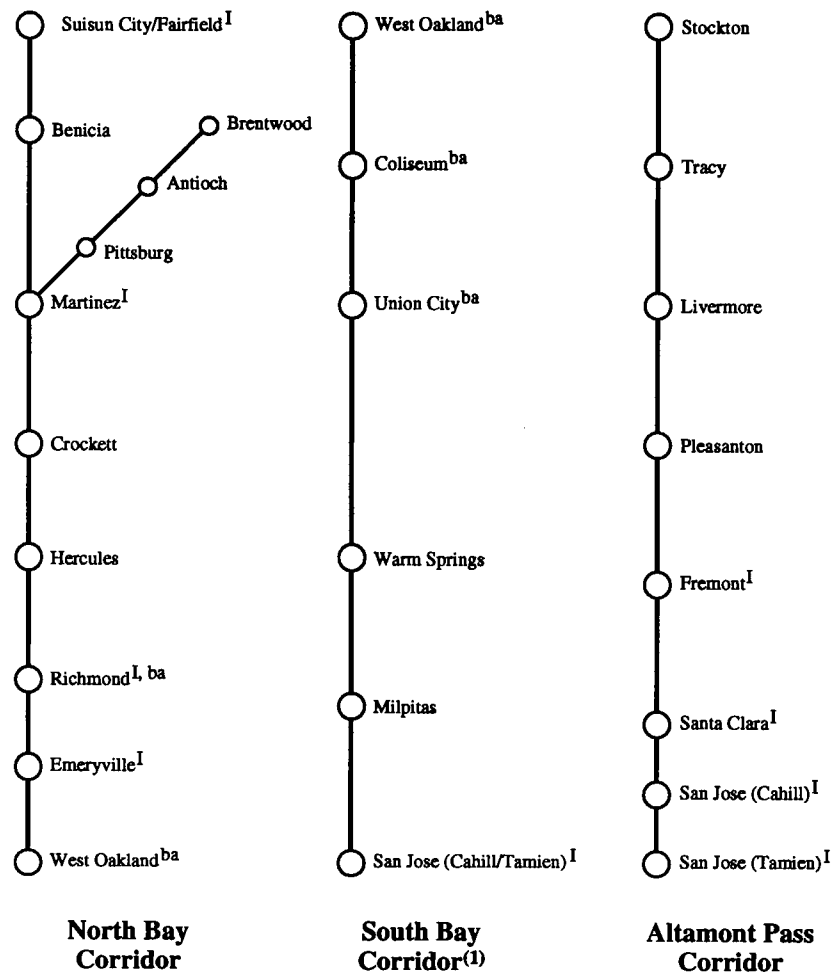 Suisun City/Fairfield I
Benicia
Brentwood
Antioch
Pittsburg
Martinez I
Crockett
Hercules
Richmond I, ba
Emeryville I
West Oakland ba
North Bay
Corridor
West Oakland ba
Coliseum ba
Union City ba
Warm Springs
Milpitas
San Jose (Cahill/Tamien) I
South Bay
Corridor(1)
Stockton
Tracy
Livermore
Pleasanton
Fremont I
Santa Clara I
San Jose (Cahill) I
San Jose (Tamien) I
Altamont Pass
Corridor